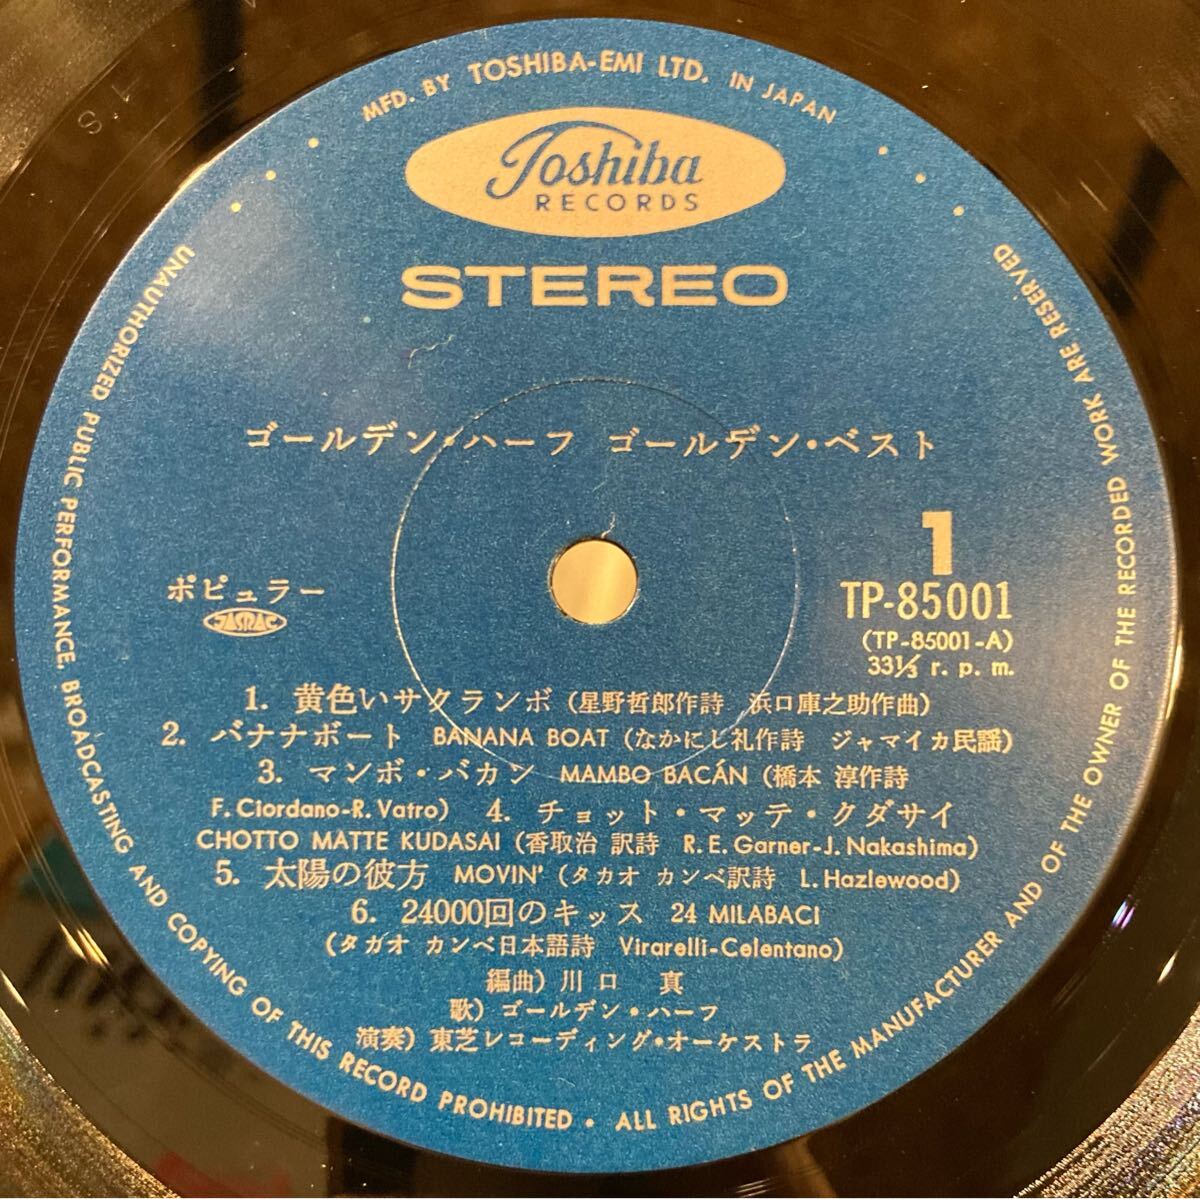 MFD. BY TOSHIBA-EMI LTD. IN JAPAN
Toshiba
RECORDS
STEREO
ゴールデン・ハーフ ゴールデン・ベスト
1
ポピュラー
JASRAC
TP-85001
(TP-85001-A)
33⅓ r. p. m.
1. 黄色いサクランボ (星野哲郎作詩 浜口庫之助作曲)
2. バナナボート BANANA BOAT (なかにし礼作詩 ジャマイカ民謡)
3. マンボ・バカン MAMBO BACÁN (橋本 淳作詩
F. Ciordano-R. Vatro) 4. チョット・マッテ・クダサイ
CHOTTO MATTE KUDASAI (香取治 訳詩 R. E. Garner-J. Nakashima)
5. 太陽の彼方 MOVIN' (タカオ カンベ訳詩 L. Hazlewood)
6. 24000回のキッス 24 MILABACI
(タカオ カンベ日本語詩 Virarelli-Celentano)
編曲) 川口 真
歌) ゴールデン・ハーフ
演奏) 東芝レコーディング・オーケストラ
UNAUTHORIZED PUBLIC PERFORMANCE, BROADCASTING AND COPYING OF THIS RECORD PROHIBITED • ALL RIGHTS OF THE MANUFACTURER AND OF THE OWNER OF THE RECORDED WORK ARE RESERVED